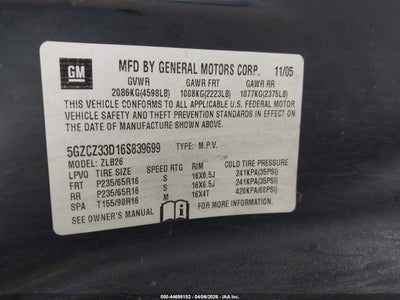 GM
MFD BY GENERAL MOTORS CORP. 11/05
GVWR GAWR FRT GAWR RR
2086KG(4598LB) 1008KG(2223LB) 1077KG(2375LB)
THIS VEHICLE CONFORMS TO ALL APPLICABLE
U.S. FEDERAL MOTOR
VEHICLE SAFETY AND THEFT PREVENTION
STANDARDS IN EFFECT ON THE
DATE OF MANUFACTURE SHOWN ABOVE.
5GZCZ33D16S839699 TYPE: M.P.V.
MODEL: ZLB26
LPVQ TIRE SIZE SPEED RTG RIM COLD TIRE PRESSURE
FRT P235/65R16 S 16X6.5J 241KPA(35PSI)
RR P235/65R16 S 16X6.5J 241KPA(35PSI)
SPA T155/90R16 M 16X4T 420KPA(60PSI)
SEE OWNER'S MANUAL
FOR MORE INFORMATION.
000-44698152 - 04/06/2026 - IAAI.COM